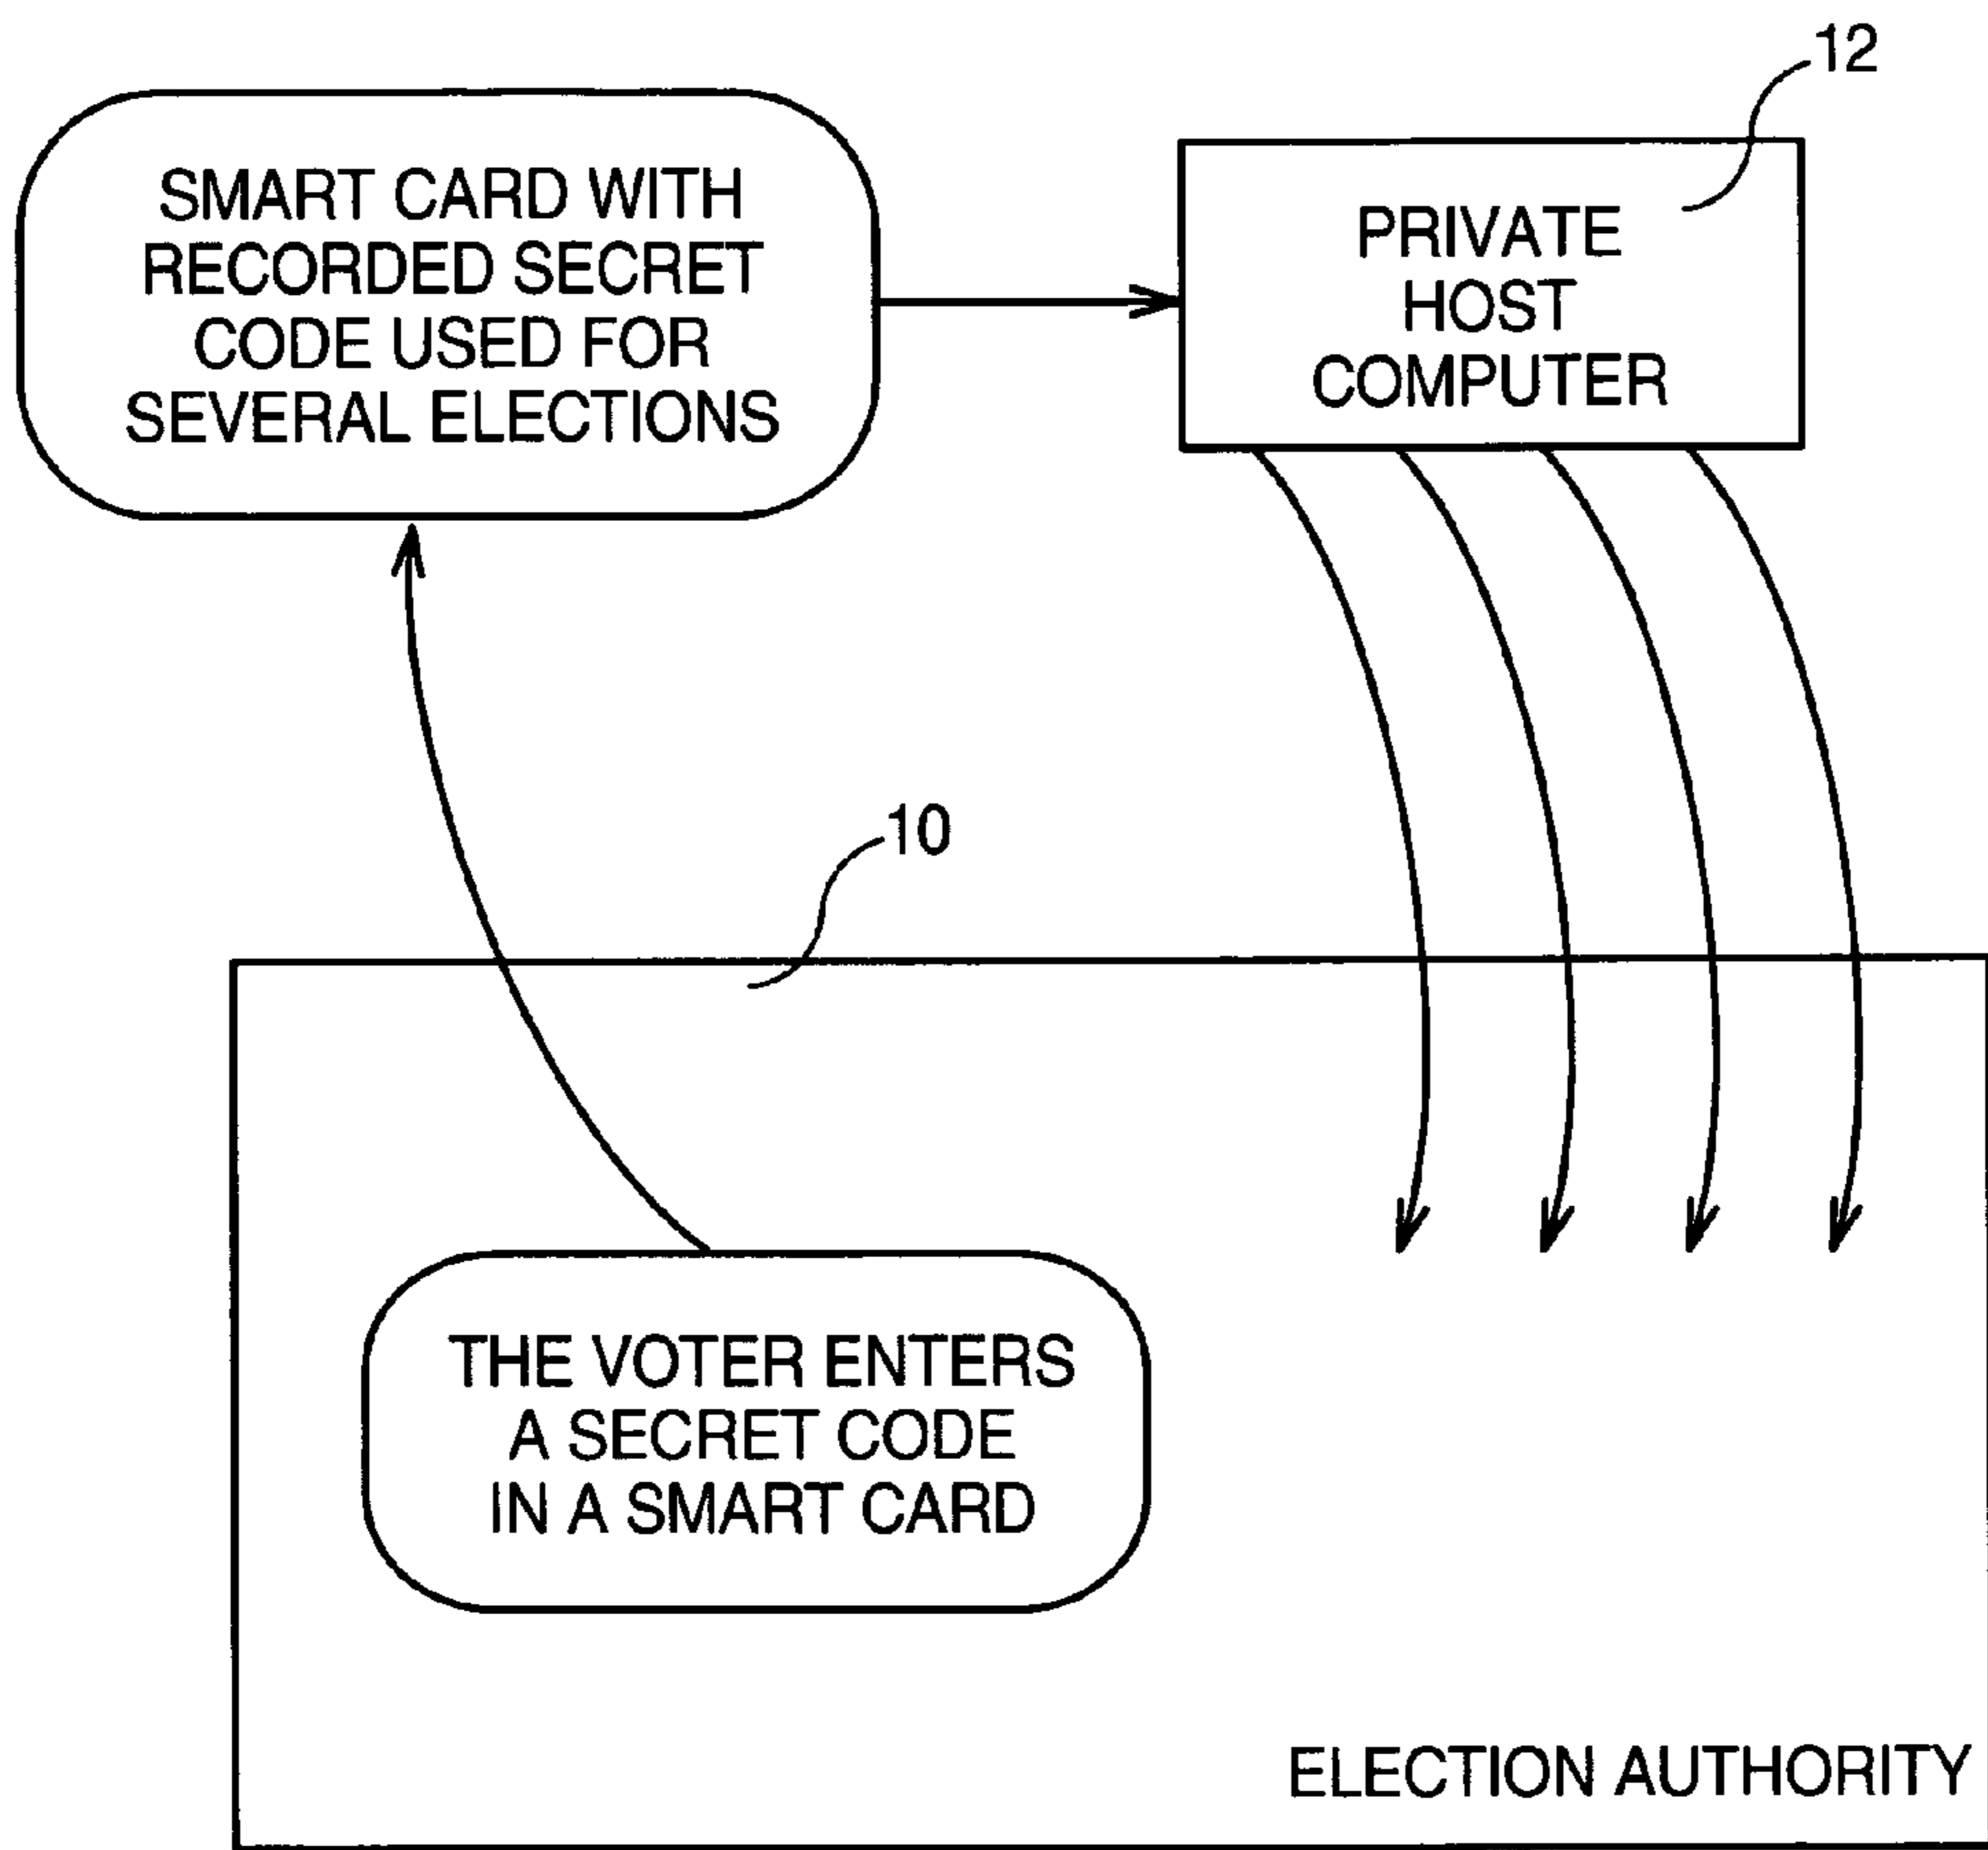 12
SMART CARD WITH
RECORDED SECRET
CODE USED FOR
SEVERAL ELECTIONS
PRIVATE
HOST
COMPUTER
10
THE VOTER ENTERS
A SECRET CODE
IN A SMART CARD
ELECTION AUTHORITY